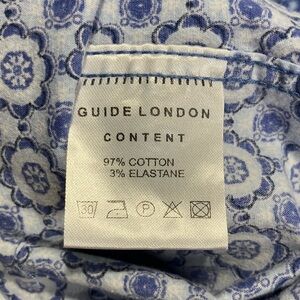 GUIDE LONDON
CONTENT
97% COTTON
3% ELASTANE
30
P